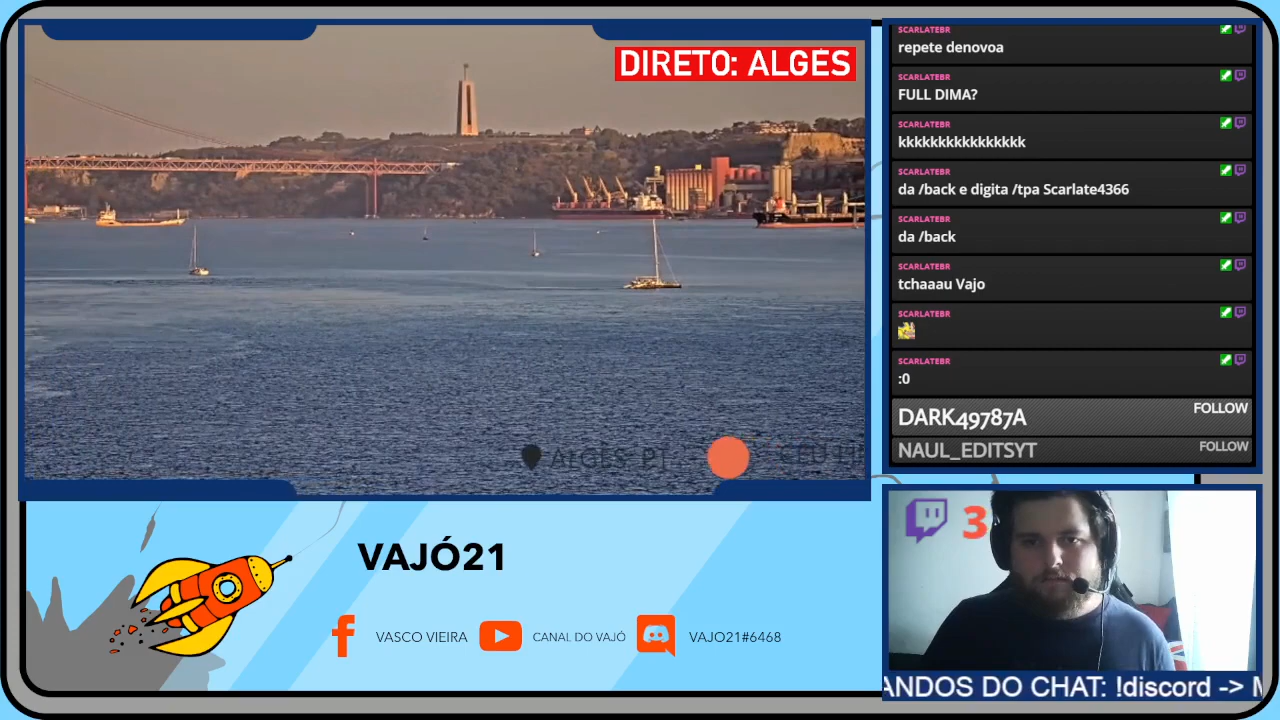 DIRETO: ALGÉS
ALGÉS PT
SCARLATEBR
repete denovoa
SCARLATEBR
FULL DIMA?
SCARLATEBR
kkkkkkkkkkkkkkkk
SCARLATEBR
da /back e digita /tpa Scarlate4366
SCARLATEBR
da /back
SCARLATEBR
tchaaau Vajo
SCARLATEBR
SCARLATEBR
:0
DARK49787A FOLLOW
NAUL_EDITSYT FOLLOW
3
VAJÓ21
VASCO VIEIRA CANAL DO VAJÓ VAJO21#6468
ANDOS DO CHAT: !discord ->